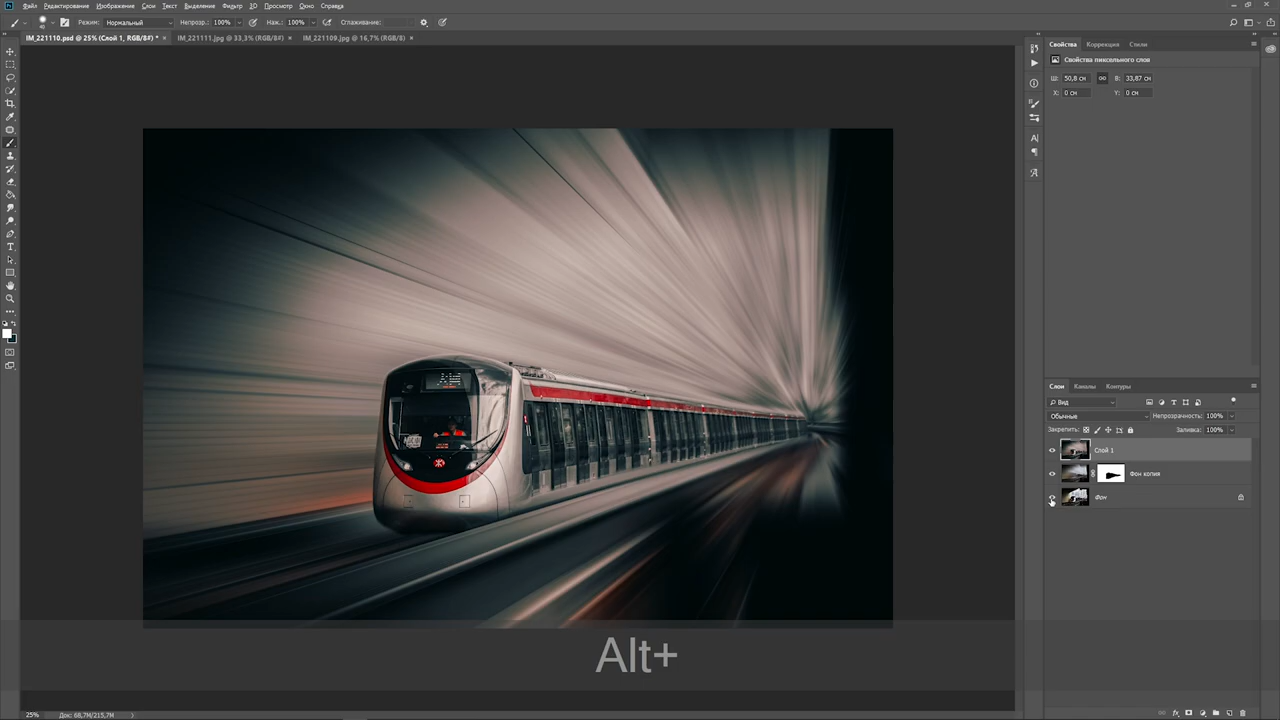 Файл Редактирование Изображение Слои Текст Выделение Фильтр 3D Просмотр Окно Справка
Режим: Нормальный Непрозр.: 100% Наж.: 100% Сглаживание:
IM_221110.psd @ 25% (Слой 1, RGB/8#) * × IM_221111.jpg @ 33,3% (RGB/8#) × IM_221109.jpg @ 16,7% (RGB/8) ×
Свойства Коррекция Стили
Свойства пиксельного слоя
Ш: 50,8 см В: 33,87 см
X: 0 см Y: 0 см
Слои Каналы Контуры
Вид
Обычные Непрозрачность: 100%
Закрепить: Заливка: 100%
Слой 1
Фон копия
Фон
Alt+
25% Док: 68,7M/215,7M